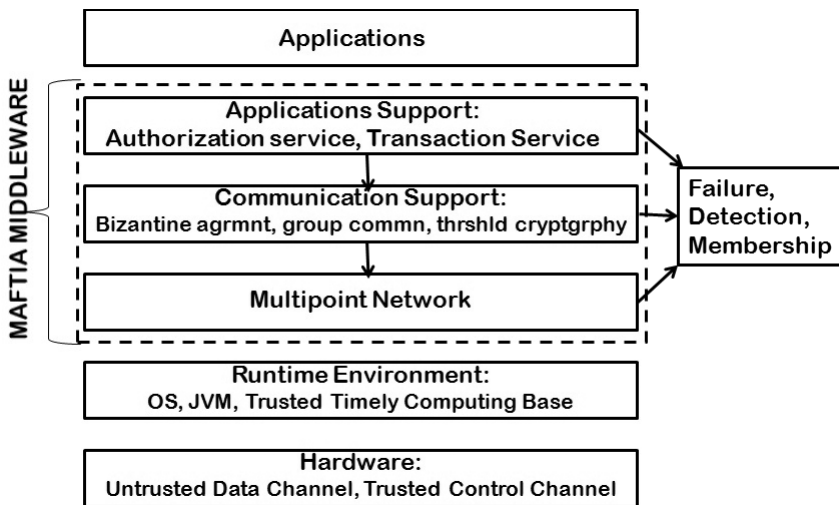 Applications
MAFTIA MIDDLEWARE
Applications Support:
Authorization service, Transaction Service
Communication Support:
Bizantine agrmnt, group commn, thrshld cryptgrphy
Multipoint Network
Failure,
Detection,
Membership
Runtime Environment:
OS, JVM, Trusted Timely Computing Base
Hardware:
Untrusted Data Channel, Trusted Control Channel